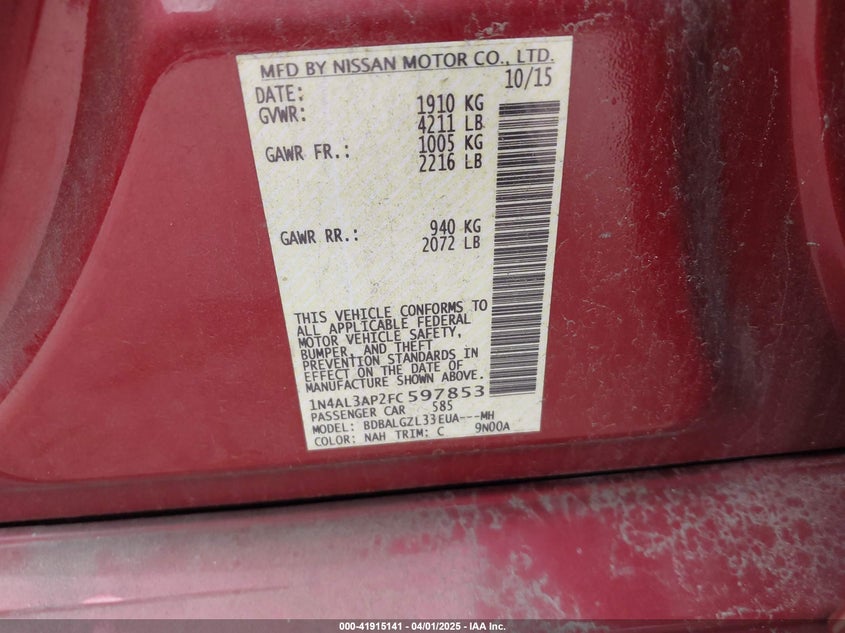 MFD BY NISSAN MOTOR CO., LTD.
DATE: 10/15
GVWR: 1910 KG
4211 LB
GAWR FR.: 1005 KG
2216 LB
GAWR RR.: 940 KG
2072 LB
THIS VEHICLE CONFORMS TO
ALL APPLICABLE FEDERAL
MOTOR VEHICLE SAFETY,
BUMPER, AND THEFT
PREVENTION STANDARDS IN
EFFECT ON THE DATE OF
MANUFACTURE SHOWN ABOVE.
1N4AL3AP2FC597853
PASSENGER CAR 585
MODEL: BDBALGZL33EUA---MH
COLOR: NAH TRIM: C 9N00A
000-41915141 - 04/01/2025 - IAA Inc.